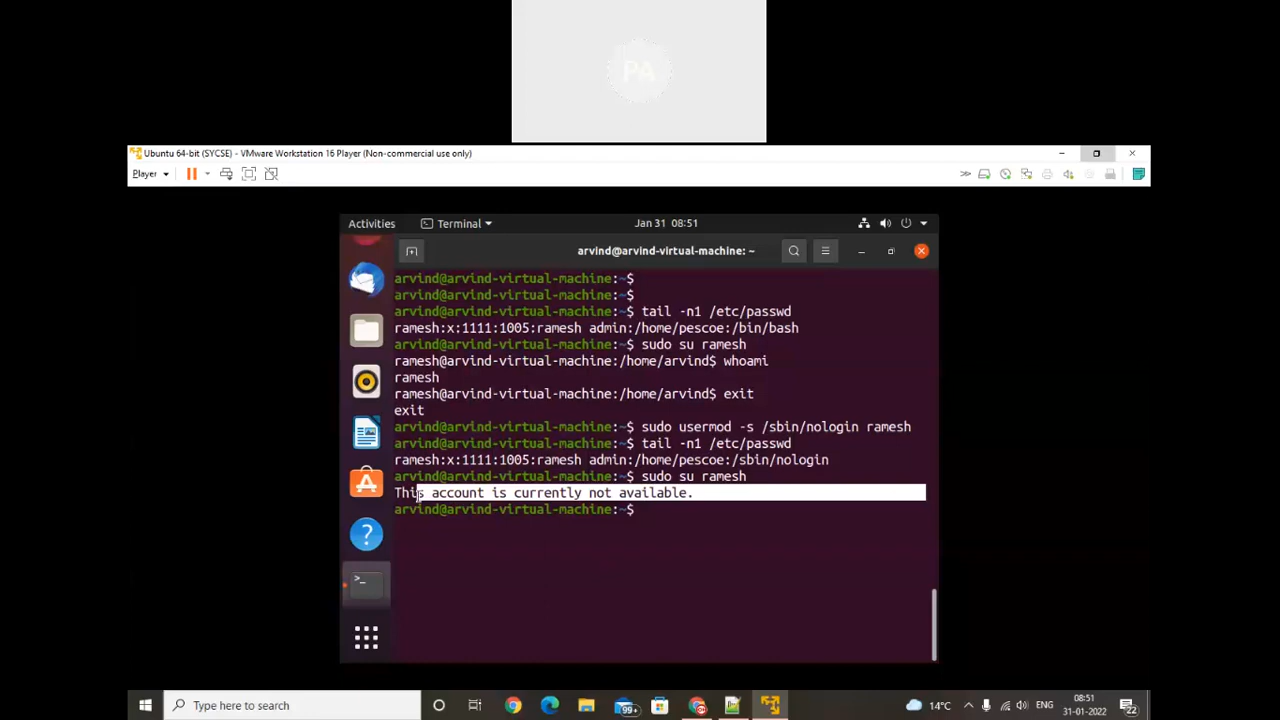 PA
Ubuntu 64-bit (SYCSE) - VMware Workstation 16 Player (Non-commercial use only)
Player
Activities
Terminal
Jan 31 08:51
arvind@arvind-virtual-machine: ~
arvind@arvind-virtual-machine:~$
arvind@arvind-virtual-machine:~$
arvind@arvind-virtual-machine:~$ tail -n1 /etc/passwd
ramesh:x:1111:1005:ramesh admin:/home/pescoe:/bin/bash
arvind@arvind-virtual-machine:~$ sudo su ramesh
ramesh@arvind-virtual-machine:/home/arvind$ whoami
ramesh
ramesh@arvind-virtual-machine:/home/arvind$ exit
exit
arvind@arvind-virtual-machine:~$ sudo usermod -s /sbin/nologin ramesh
arvind@arvind-virtual-machine:~$ tail -n1 /etc/passwd
ramesh:x:1111:1005:ramesh admin:/home/pescoe:/sbin/nologin
arvind@arvind-virtual-machine:~$ sudo su ramesh
This account is currently not available.
arvind@arvind-virtual-machine:~$
Type here to search
99+
14°C
ENG
08:51
31-01-2022
22